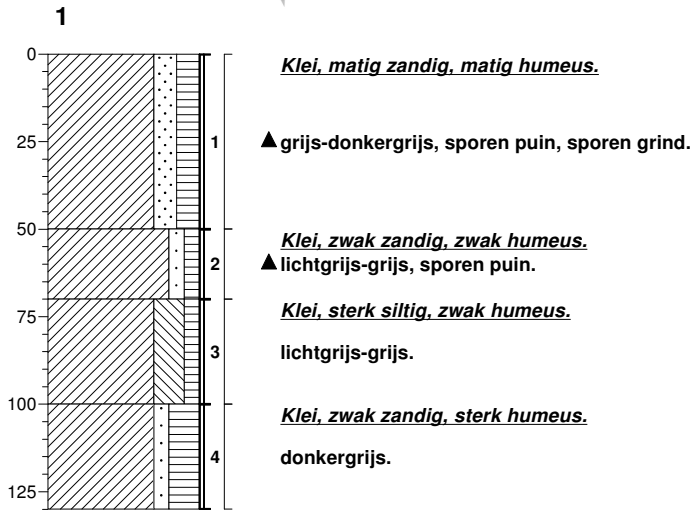 1
0
Klei, matig zandig, matig humeus.
25
1
grijs-donkergrijs, sporen puin, sporen grind.
50
Klei, zwak zandig, zwak humeus.
2
lichtgrijs-grijs, sporen puin.
75
Klei, sterk siltig, zwak humeus.
3
lichtgrijs-grijs.
100
Klei, zwak zandig, sterk humeus.
4
donkergrijs.
125